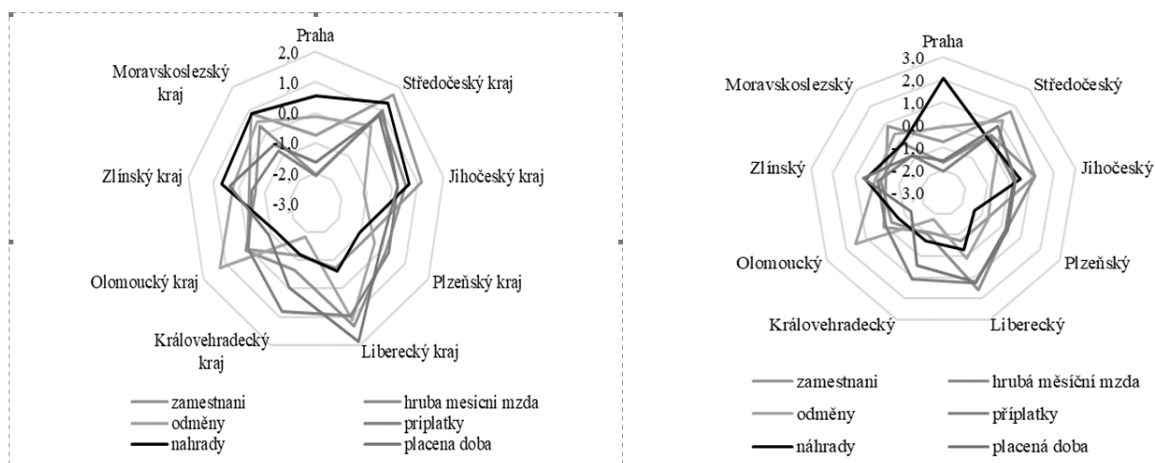 Praha
2,0
1,0
0,0
-1,0
-2,0
-3,0
Středočeský kraj
Jihočeský kraj
Plzeňský kraj
Liberecký kraj
Královehradecký
kraj
Olomoucký kraj
Zlínský kraj
Moravskoslezský
kraj
zamestnani
hruba mesicni mzda
odměny
priplatky
nahrady
placena doba
Praha
3,0
2,0
1,0
0,0
-1,0
-2,0
-3,0
Středočeský
Jihočeský
Plzeňský
Liberecký
Královehradecký
Olomoucký
Zlínský
Moravskoslezský
zamestnani
hrubá měsíční mzda
odměny
příplatky
náhrady
placená doba